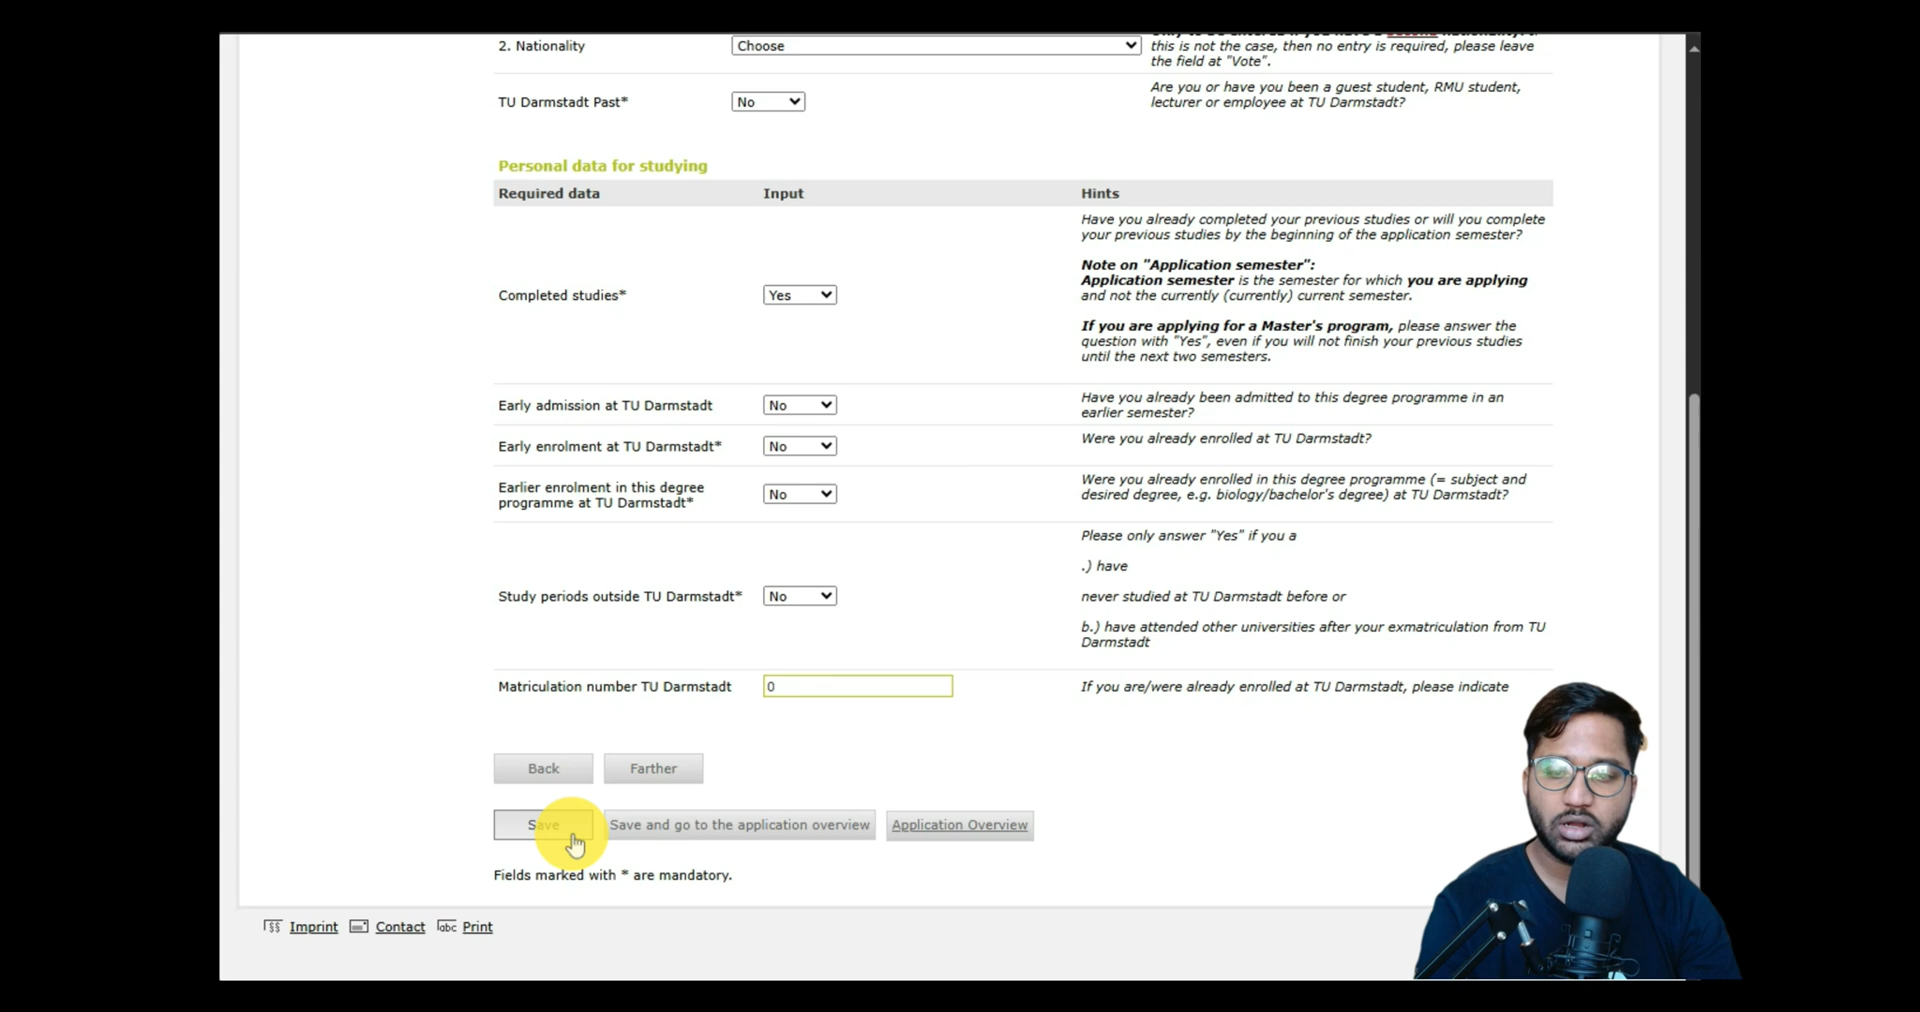 this is not the case, then no entry is required, please leave
2. Nationality
Choose
the field at "Vote".
TU Darmstadt Past*
No
Are you or have you been a guest student, RMU student,
lecturer or employee at TU Darmstadt?
Personal data for studying
Required data
Input
Hints
Have you already completed your previous studies or will you complete
your previous studies by the beginning of the application semester?
Note on "Application semester":
Application semester is the semester for which you are applying
and not the currently (currently) current semester.
Completed studies*
Yes
If you are applying for a Master's program, please answer the
question with "Yes", even if you will not finish your previous studies
until the next two semesters.
Early admission at TU Darmstadt
No
Have you already been admitted to this degree programme in an
earlier semester?
Early enrolment at TU Darmstadt*
No
Were you already enrolled at TU Darmstadt?
Earlier enrolment in this degree
programme at TU Darmstadt*
No
Were you already enrolled in this degree programme (= subject and
desired degree, e.g. biology/bachelor's degree) at TU Darmstadt?
Please only answer "Yes" if you a
.) have
Study periods outside TU Darmstadt*
No
never studied at TU Darmstadt before or
b.) have attended other universities after your exmatriculation from TU
Darmstadt
Matriculation number TU Darmstadt
0
If you are/were already enrolled at TU Darmstadt, please indicate
Back
Farther
Save
Save and go to the application overview
Application Overview
Fields marked with * are mandatory.
Imprint
Contact
abc Print